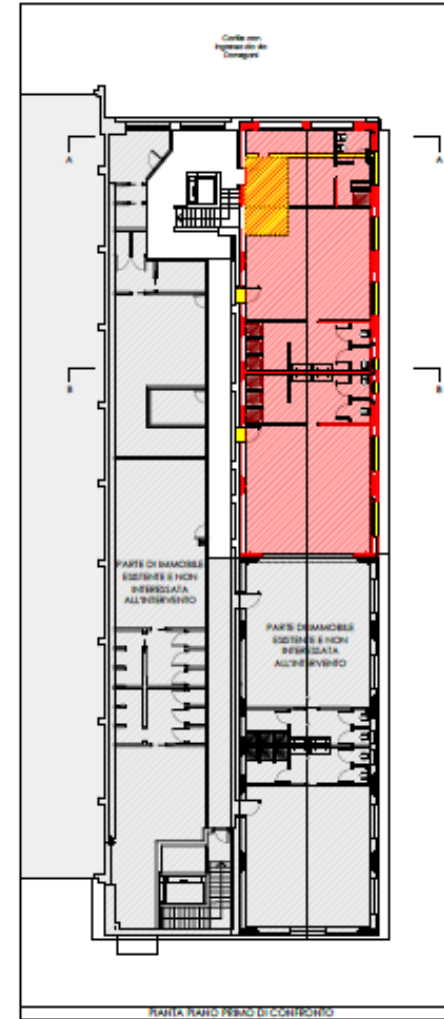 Cortile con
ingresso da via
A
A
B
B
PARTE DI IMMOBILE
ESISTENTE E NON
INTERESSATA
ALL'INTERVENTO
PARTE DI IMMOBILE
ESISTENTE E NON
INTERESSATA
ALL'INTERVENTO
PIANTA PIANO PRIMO DI CONFRONTO